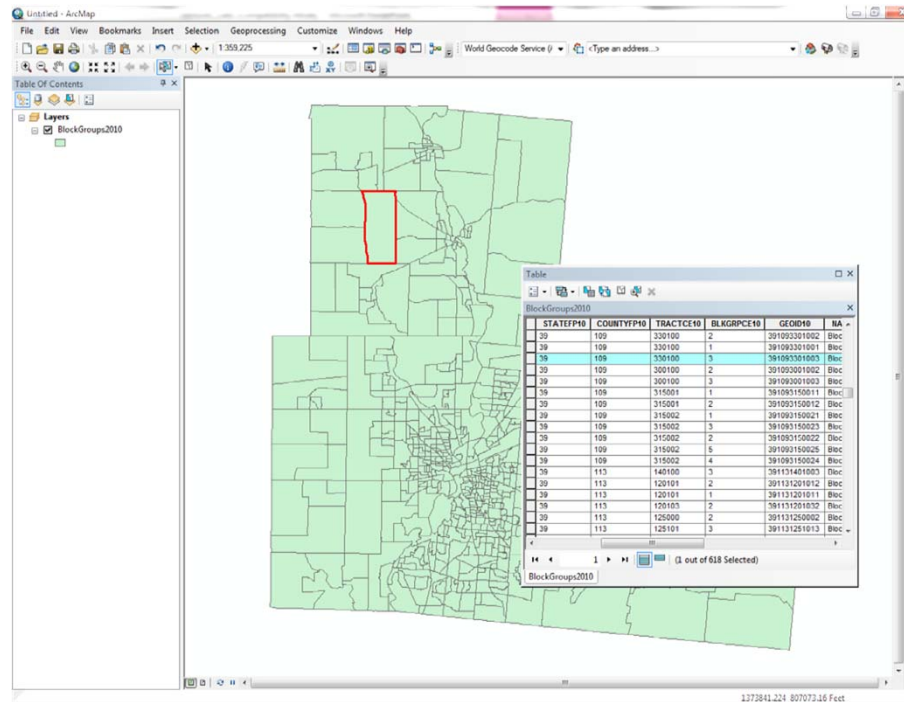 Untitled - ArcMap
File Edit View Bookmarks Insert Selection Geoprocessing Customize Windows Help
1:359,225 World Geocode Service (/ <Type an address...>
Table Of Contents
Layers
BlockGroups2010
Table
BlockGroups2010
STATEFP10 COUNTYFP10 TRACTCE10 BLKGRPCE10 GEOID10 NA
39 109 330100 2 391093301002 Bloc
39 109 330100 1 391093301001 Bloc
39 109 330100 3 391093301003 Bloc
39 109 300100 2 391093001002 Bloc
39 109 300100 3 391093001003 Bloc
39 109 315001 1 391093150011 Bloc
39 109 315001 2 391093150012 Bloc
39 109 315002 1 391093150021 Bloc
39 109 315002 3 391093150023 Bloc
39 109 315002 2 391093150022 Bloc
39 109 315002 5 391093150025 Bloc
39 109 315002 4 391093150024 Bloc
39 113 140100 3 391131401003 Bloc
39 113 120101 2 391131201012 Bloc
39 113 120101 1 391131201011 Bloc
39 113 120103 2 391131201032 Bloc
39 113 125000 2 391131250002 Bloc
39 113 125101 3 391131251013 Bloc
1 (1 out of 618 Selected)
BlockGroups2010
1373841.224 807073.16 Feet